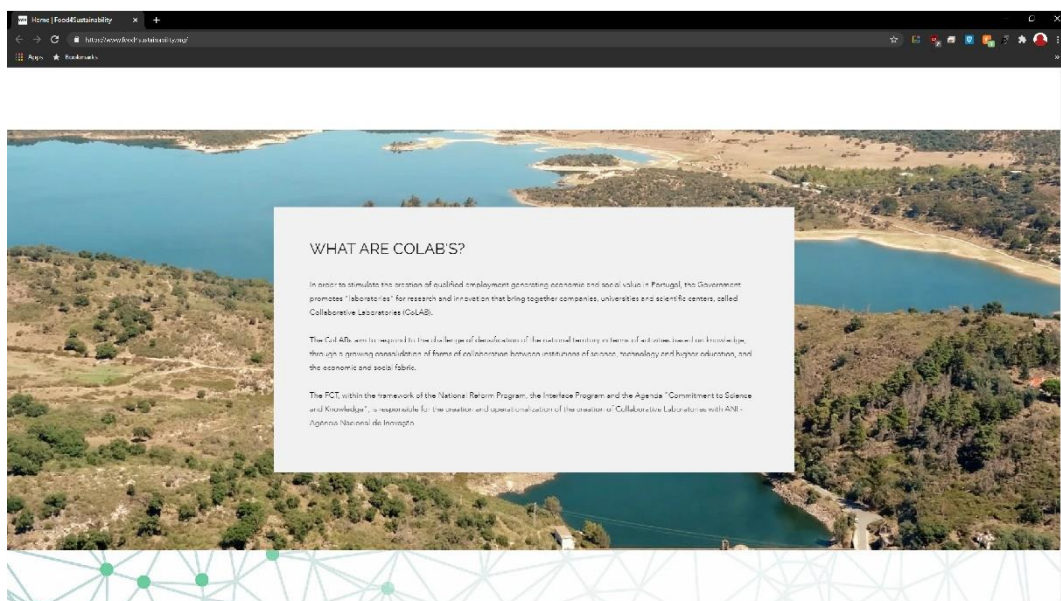 Home | Food4Sustainability
https://www.food4sustainability.org/
Apps Bookmarks
WHAT ARE COLAB'S?
In order to stimulate the creation of qualified employment generating economic and social value in Portugal, the Government
promotes "laboratories" for research and innovation that bring together companies, universities and scientific centers, called
Collaborative Laboratories (CoLAB).
The CoLABs aim to respond to the challenge of densification of the national territory in terms of activities based on knowledge,
through a growing consolidation of forms of collaboration between institutions of science, technology and higher education, and
the economic and social fabric.
The FCT, within the framework of the National Reform Program, the Interface Program and the Agenda "Commitment to Science
and Knowledge", is responsible for the creation and operationalization of the creation of Collaborative Laboratories with ANI -
Agência Nacional de Inovação